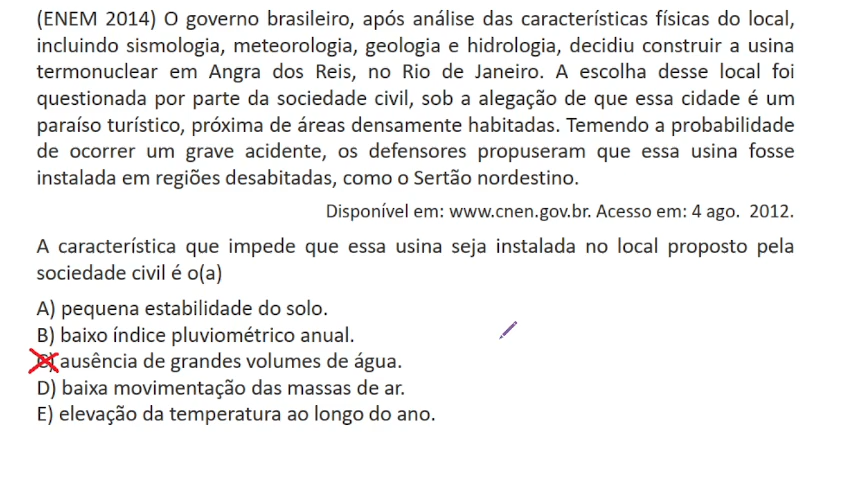 (ENEM 2014) O governo brasileiro, após análise das características físicas do local,
incluindo sismologia, meteorologia, geologia e hidrologia, decidiu construir a usina
termonuclear em Angra dos Reis, no Rio de Janeiro. A escolha desse local foi
questionada por parte da sociedade civil, sob a alegação de que essa cidade é um
paraíso turístico, próxima de áreas densamente habitadas. Temendo a probabilidade
de ocorrer um grave acidente, os defensores propuseram que essa usina fosse
instalada em regiões desabitadas, como o Sertão nordestino.
Disponível em: www.cnen.gov.br. Acesso em: 4 ago. 2012.
A característica que impede que essa usina seja instalada no local proposto pela
sociedade civil é o(a)
A) pequena estabilidade do solo.
B) baixo índice pluviométrico anual.
C) ausência de grandes volumes de água.
D) baixa movimentação das massas de ar.
E) elevação da temperatura ao longo do ano.